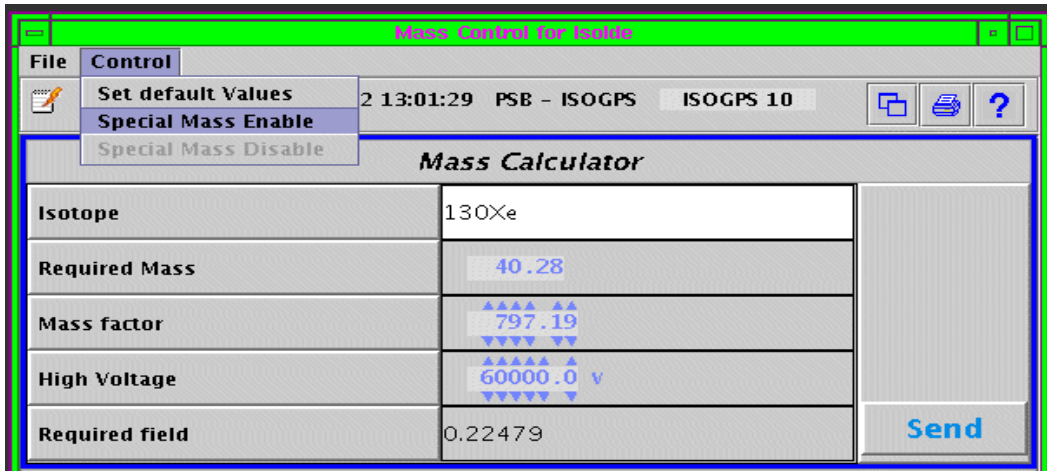 Mass Control for Isolde
File Control
Set default Values
Special Mass Enable
Special Mass Disable
2 13:01:29 PSB - ISOGPS ISOGPS 10
?
Mass Calculator
Isotope 130Xe
Required Mass 40.28
Mass factor 797.19
High Voltage 60000.0 V
Required field 0.22479
Send